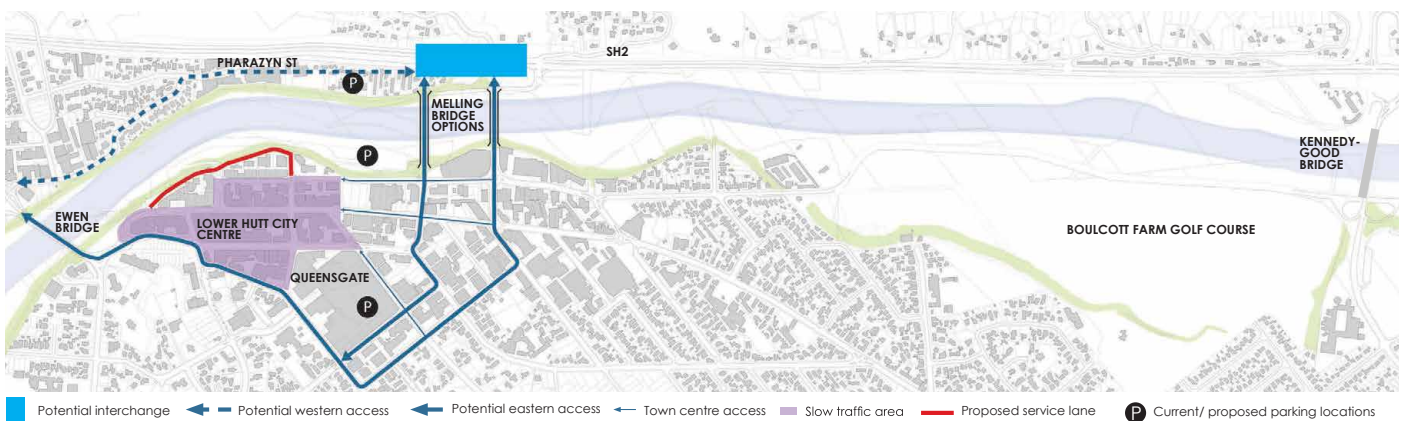 SH2
PHARAZYN ST
P
MELLING
BRIDGE
OPTIONS
P
KENNEDY-
GOOD
BRIDGE
EWEN
BRIDGE
LOWER HUTT CITY
CENTRE
BOULCOTT FARM GOLF COURSE
QUEENSGATE
P
Potential interchange
Potential western access
Potential eastern access
Town centre access
Slow traffic area
Proposed service lane
P
Current/ proposed parking locations